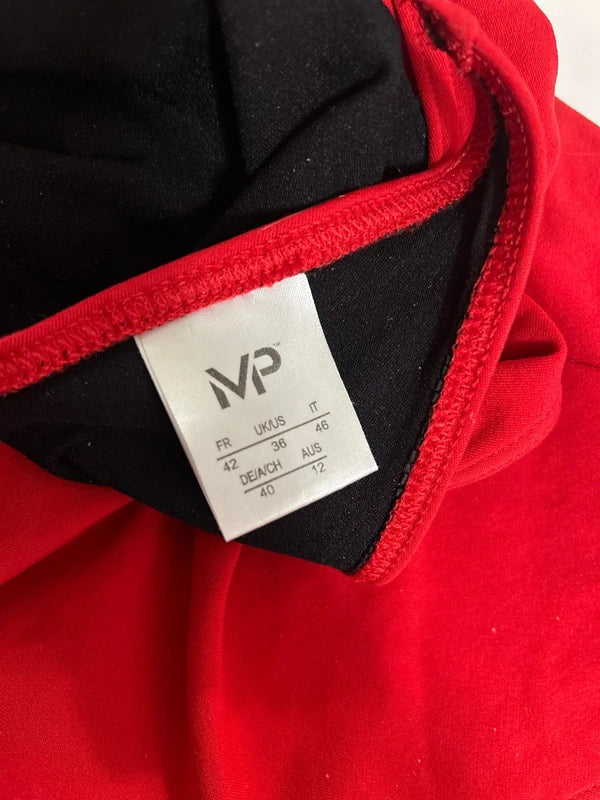 MP™
FR UK/US IT
42 36 46
DE/A/CH AUS
40 12